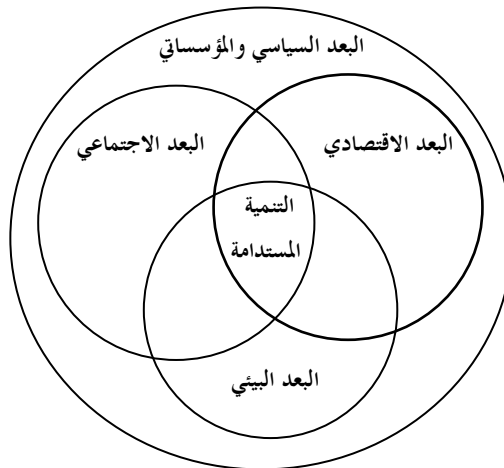 البعد السياسي والمؤسساتي
البعد الاقتصادي
البعد الاجتماعي
التنمية
المستدامة
البعد البيئي